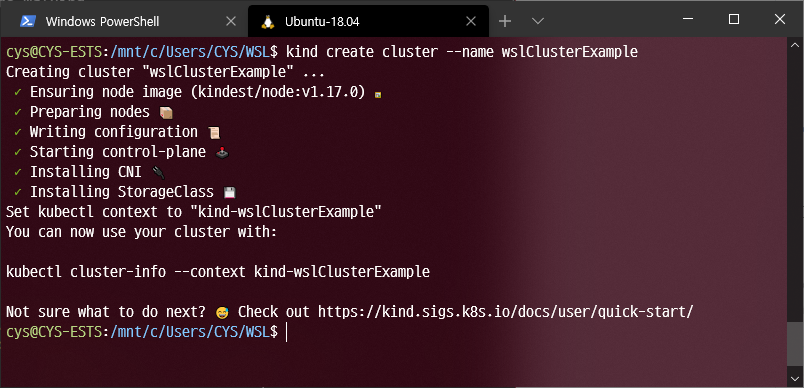 Windows PowerShell
Ubuntu-18.04
cys@CYS-ESTS:/mnt/c/Users/CYS/WSL$ kind create cluster --name wslClusterExample
Creating cluster "wslClusterExample" ...
✓ Ensuring node image (kindest/node:v1.17.0) 🖼
✓ Preparing nodes 📦
✓ Writing configuration 📜
✓ Starting control-plane 🕹️
✓ Installing CNI 🔌
✓ Installing StorageClass 💾
Set kubectl context to "kind-wslClusterExample"
You can now use your cluster with:
kubectl cluster-info --context kind-wslClusterExample
Not sure what to do next? 😅 Check out https://kind.sigs.k8s.io/docs/user/quick-start/
cys@CYS-ESTS:/mnt/c/Users/CYS/WSL$